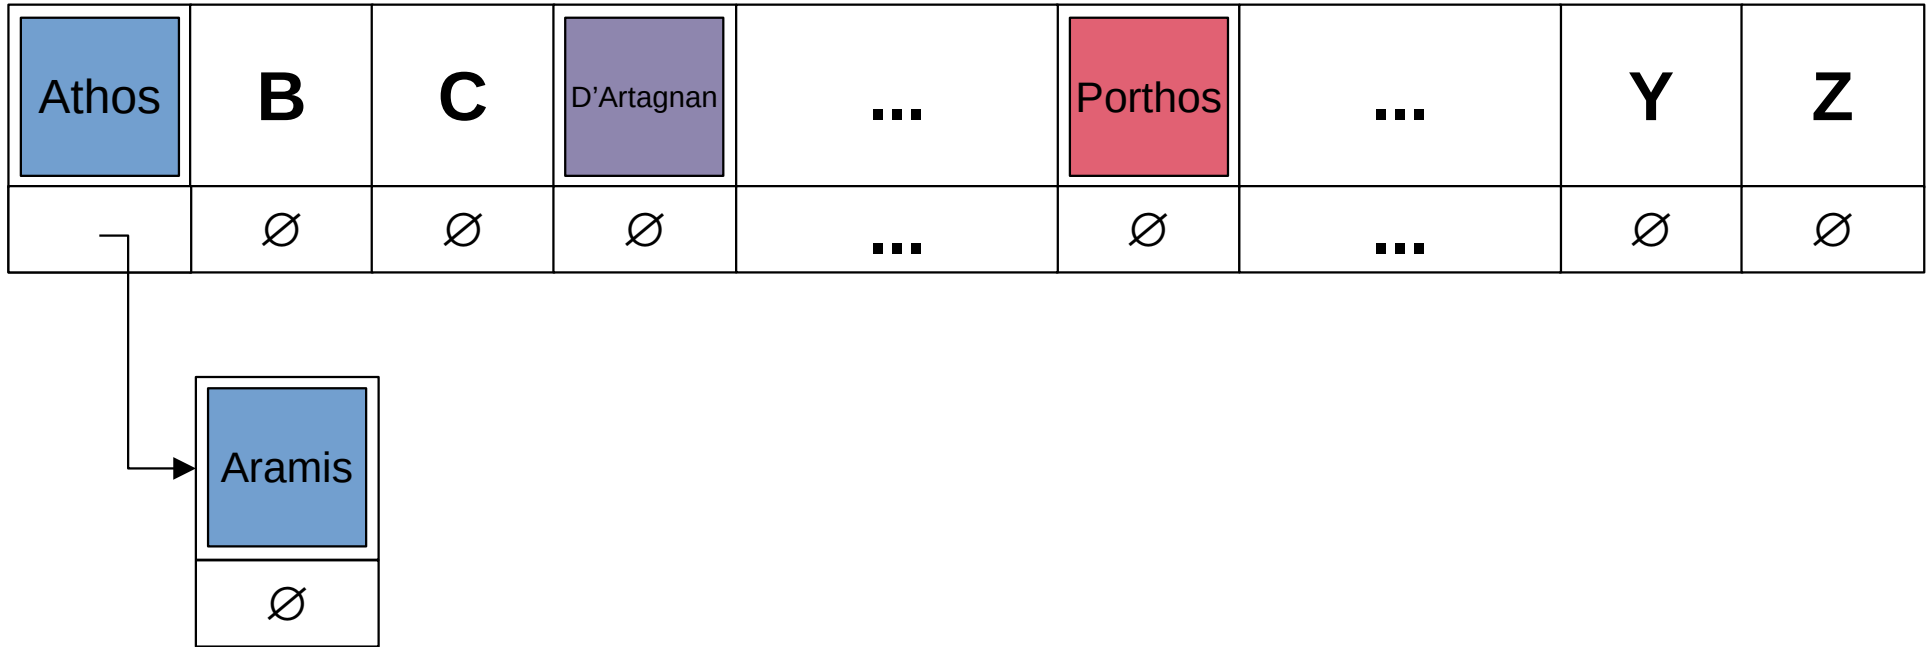 Athos B C D’Artagnan ... Porthos ... Y Z
∅ ∅ ∅ ... ∅ ... ∅ ∅
Aramis
∅